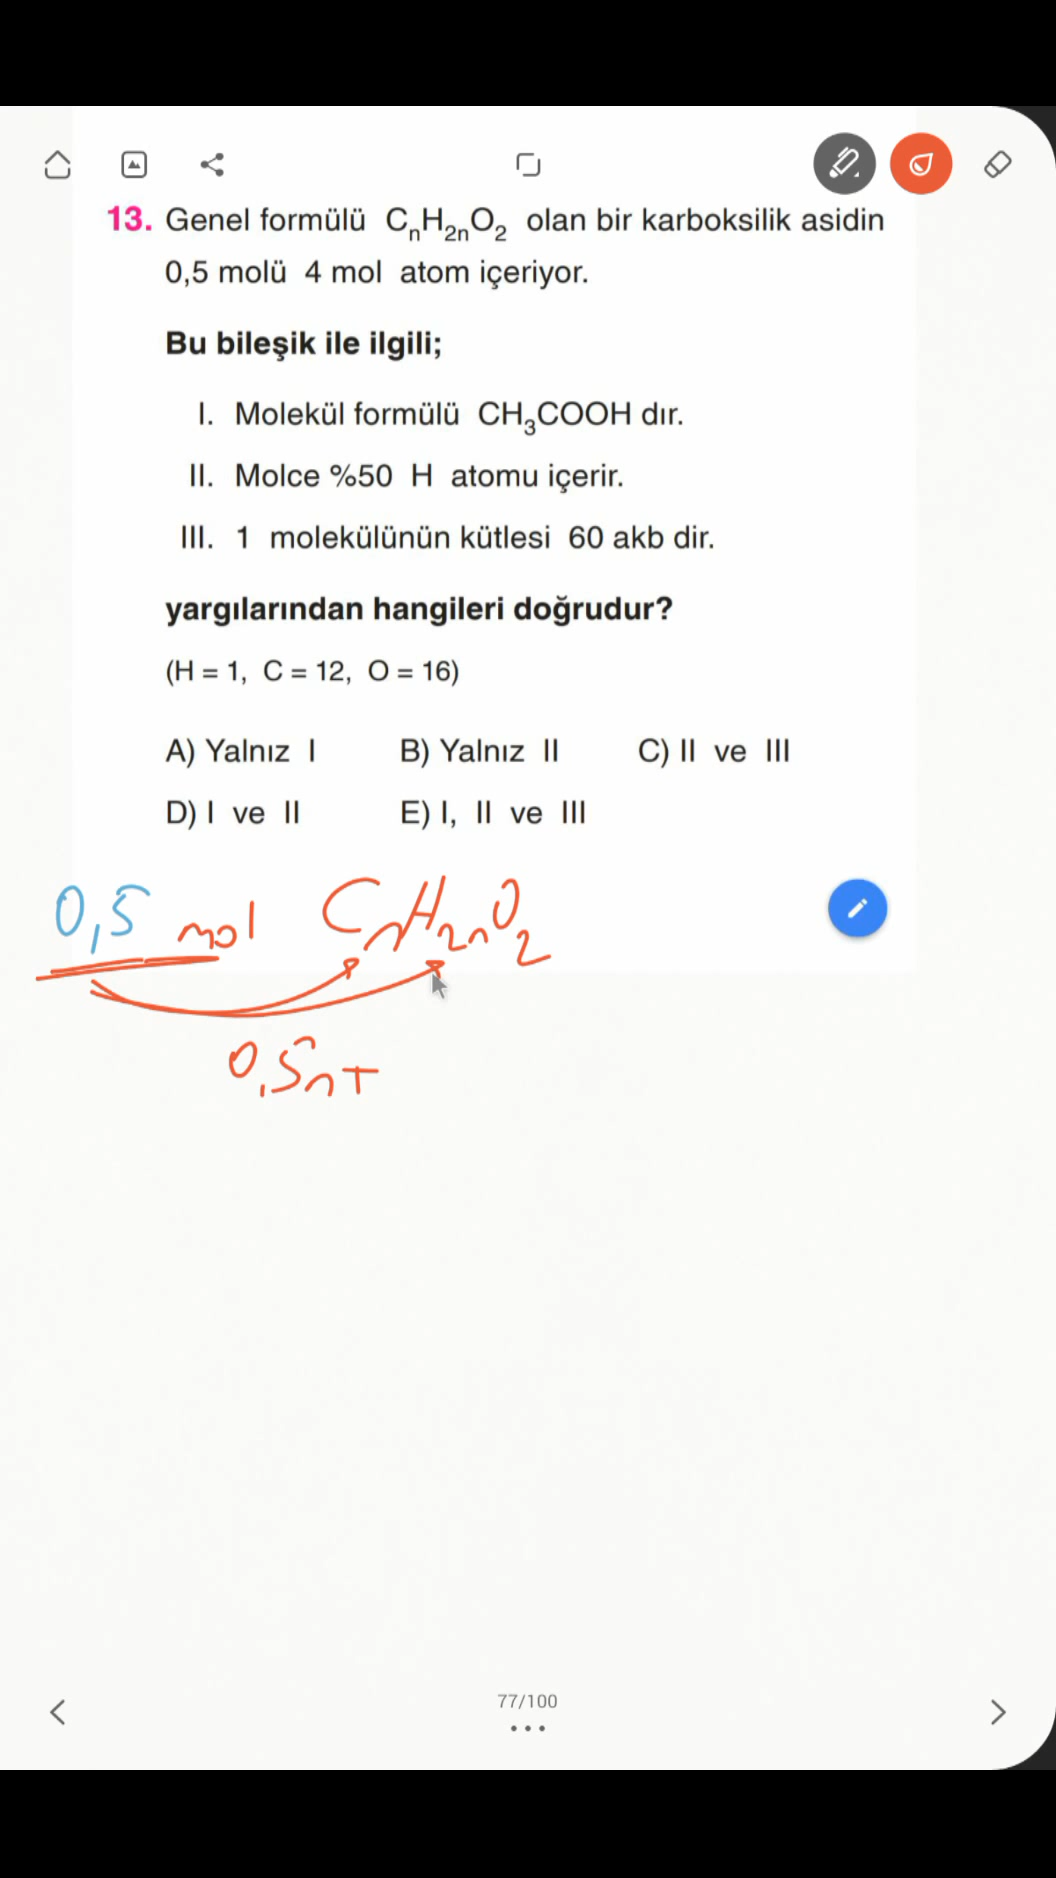 13. Genel formülü CₙH₂ₙO₂ olan bir karboksilik asidin
0,5 molü 4 mol atom içeriyor.
Bu bileşik ile ilgili;
I. Molekül formülü CH₃COOH dır.
II. Molce %50 H atomu içerir.
III. 1 molekülünün kütlesi 60 akb dir.
yargılarından hangileri doğrudur?
(H = 1, C = 12, O = 16)
A) Yalnız I B) Yalnız II C) II ve III
D) I ve II E) I, II ve III
0,5 mol CₙH₂ₙO₂
0,5n+
77/100